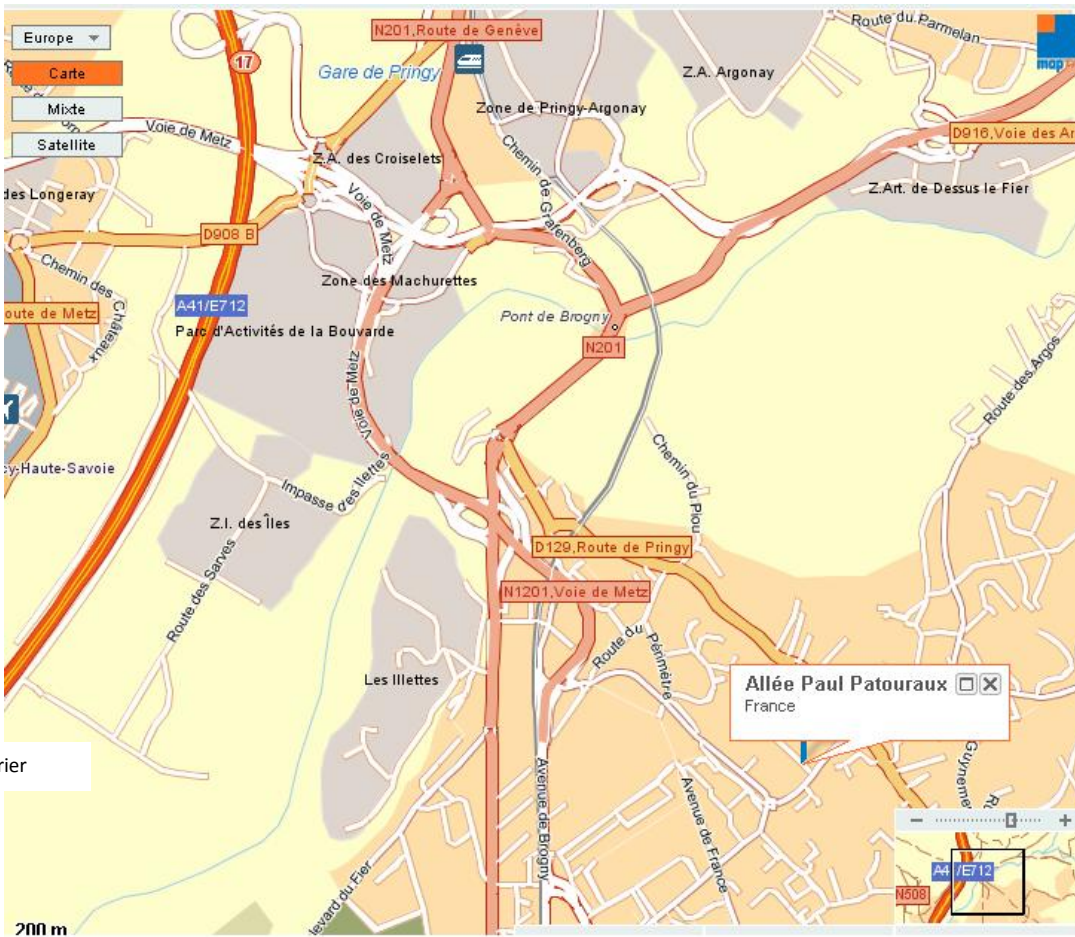 Europe
Carte
Mixte
Satellite
N201,Route de Genève
17
Gare de Pringy
Route du Parmelan
Z.A. Argonay
Zone de Pringy-Argonay
D916,Voie des Ar
Voie de Metz
Z.A. des Croiselets
Chemin de Grafenberg
des Longeray
Voie de Metz
Z.Art. de Dessus le Fier
D908 B
Chemin des Châteaux
Zone des Machurettes
A41/E712
oute de Metz
Parc d'Activités de la Bouvarde
Pont de Brogny
N201
Voie de Metz
Route des Argos
cy-Haute-Savoie
Impasse des Ilettes
Chemin du Piou
Z.I. des Îles
D129,Route de Pringy
Route des Sarves
N1201,Voie de Metz
Route du Périmètre
Les Illettes
Allée Paul Patouraux
France
rier
Guyneme
Avenue de Brogny
Avenue de France
levard du Fier
A4 /E712
N508
200 m